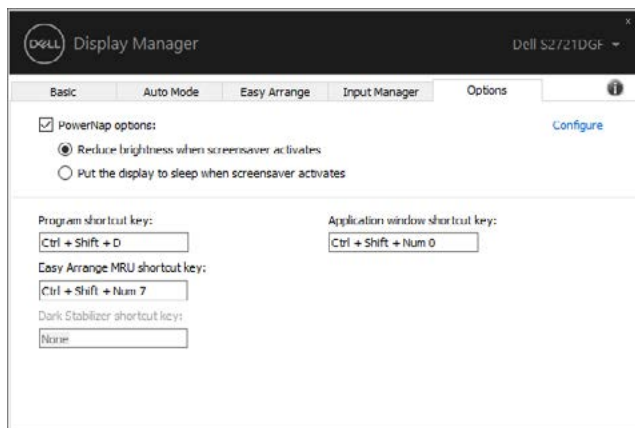 DELL Display Manager
Dell S2721DGF
x
Basic Auto Mode Easy Arrange Input Manager Options
PowerNap options:
Configure
Reduce brightness when screensaver activates
Put the display to sleep when screensaver activates
Program shortcut key:
Application window shortcut key:
Ctrl + Shift + D
Ctrl + Shift + Num 0
Easy Arrange MRU shortcut key:
Ctrl + Shift + Num 7
Dark Stabilizer shortcut key:
None